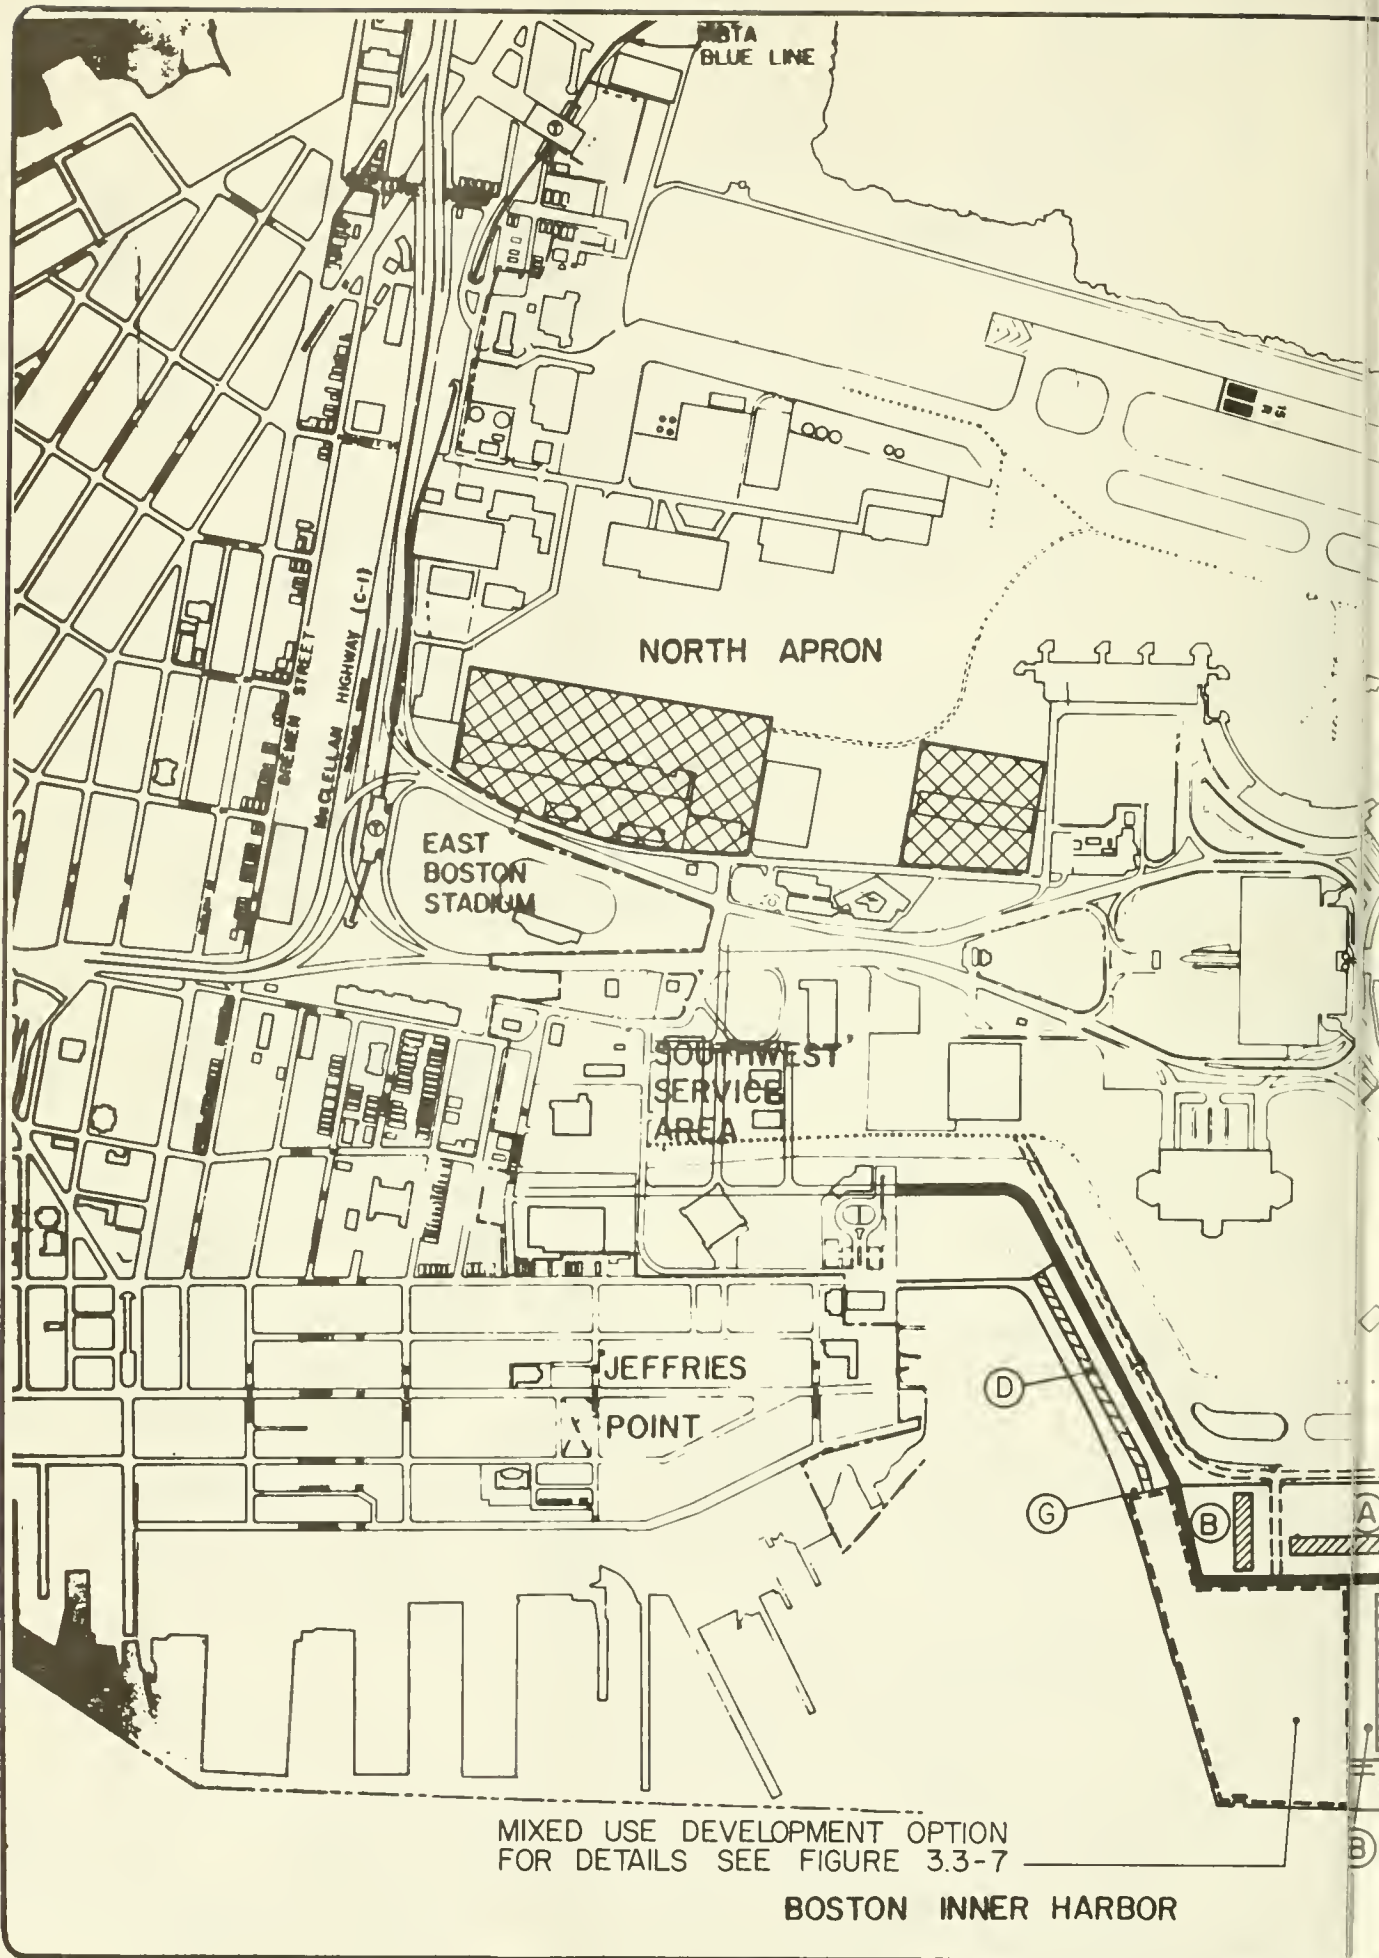 MBTA
BLUE LINE
15
R
NORTH APRON
BREMEN STREET
McCLELLAN HIGHWAY (C-1)
EAST
BOSTON
STADIUM
SOUTHWEST
SERVICE
AREA
JEFFRIES
POINT
D
G
B
A
MIXED USE DEVELOPMENT OPTION
FOR DETAILS SEE FIGURE 3.3-7
B
BOSTON INNER HARBOR